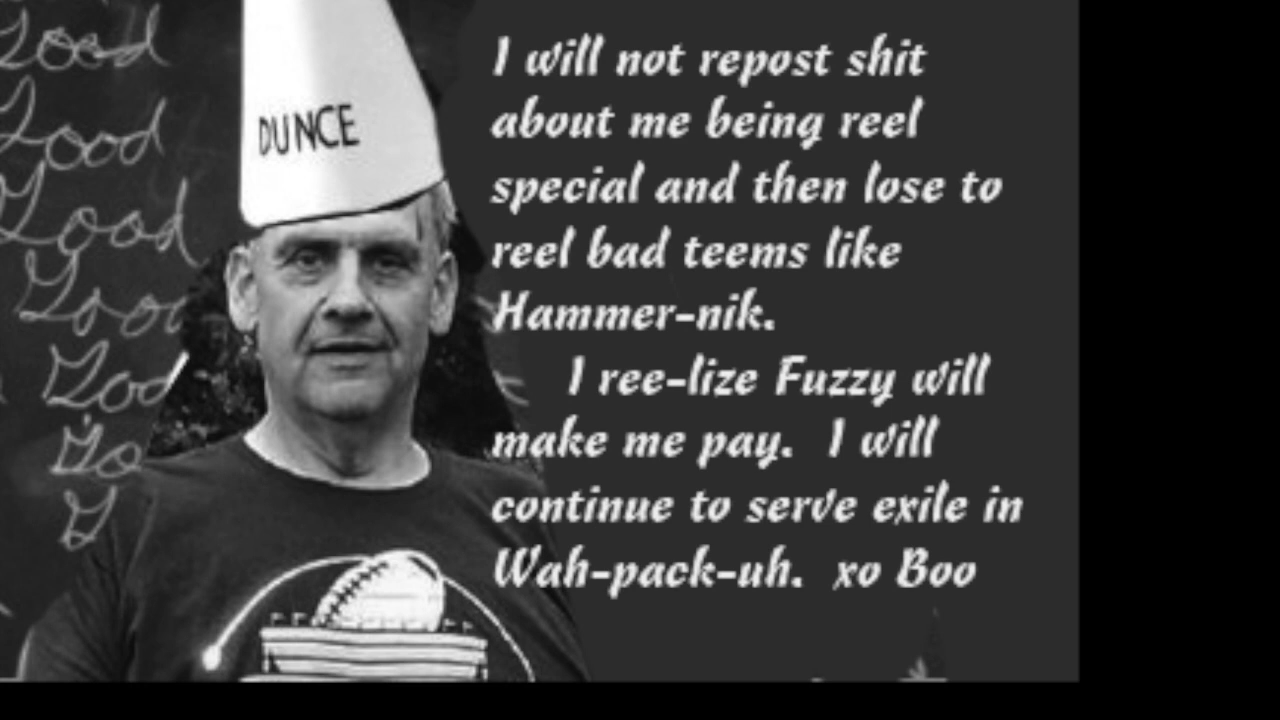 Good
Good
Good
Good
Goo
Go
G
DUNCE
I will not repost shit
about me being reel
special and then lose to
reel bad teems like
Hammer-nik.
I ree-lize Fuzzy will
make me pay. I will
continue to serve exile in
Wah-pack-uh. xo Boo